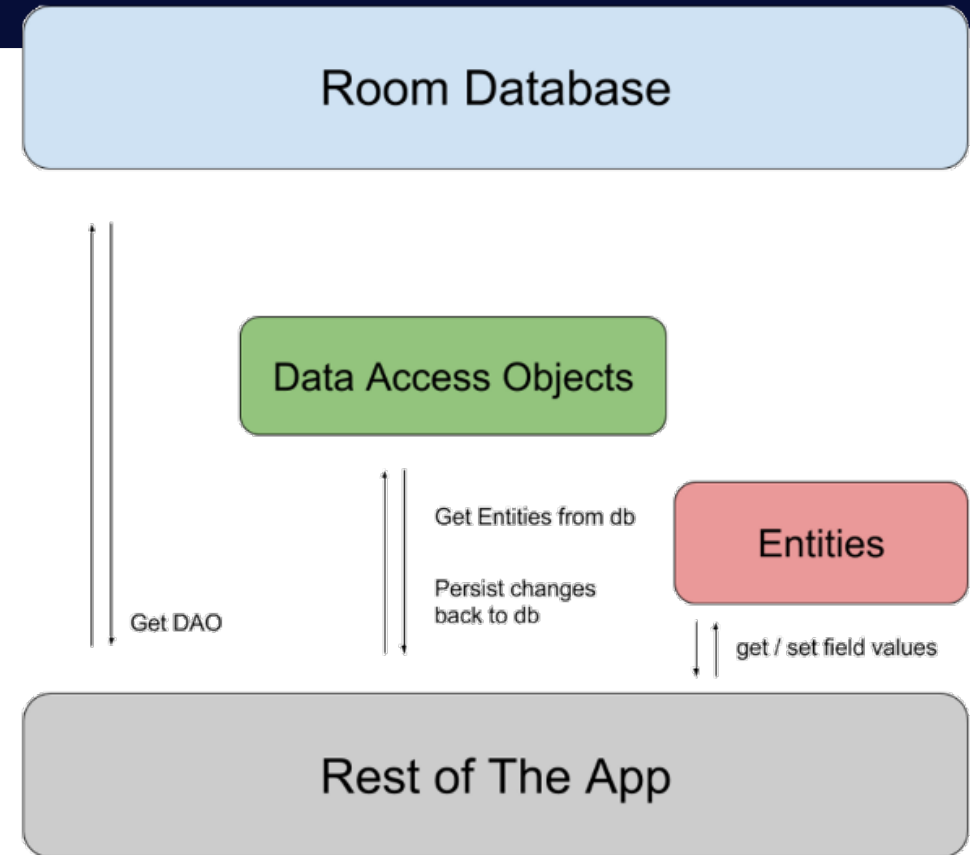 Room Database
Data Access Objects
Get Entities from db
Persist changes
back to db
Entities
Get DAO
get / set field values
Rest of The App